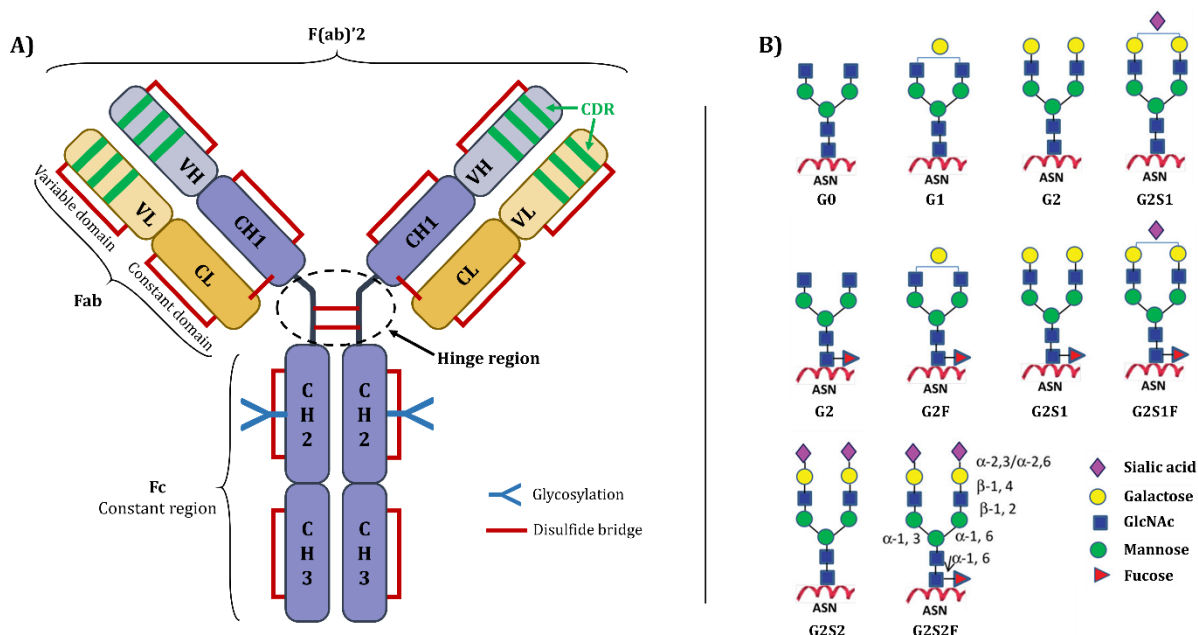 A)
F(ab)'2
CDR
VH
VL
CH1
CL
Variable domain
Constant domain
Fab
VH
VL
CH1
CL
Hinge region
C
H
2
C
H
2
Fc
Constant region
C
H
3
C
H
3
Glycosylation
Disulfide bridge
B)
ASN
ASN
ASN
ASN
G0
G1
G2
G2S1
ASN
ASN
ASN
ASN
G2
G2F
G2S1
G2S1F
α-2,3/α-2,6
β-1, 4
β-1, 2
α-1, 3
α-1, 6
α-1, 6
ASN
ASN
G2S2
G2S2F
Sialic acid
Galactose
GlcNAc
Mannose
Fucose